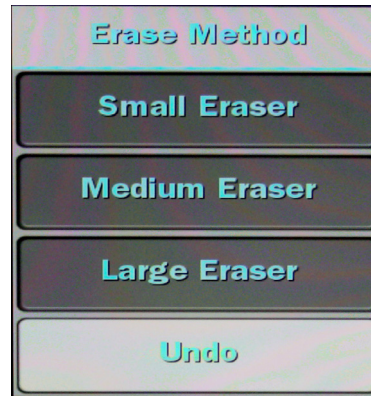 Erase Method
Small Eraser
Medium Eraser
Large Eraser
Undo